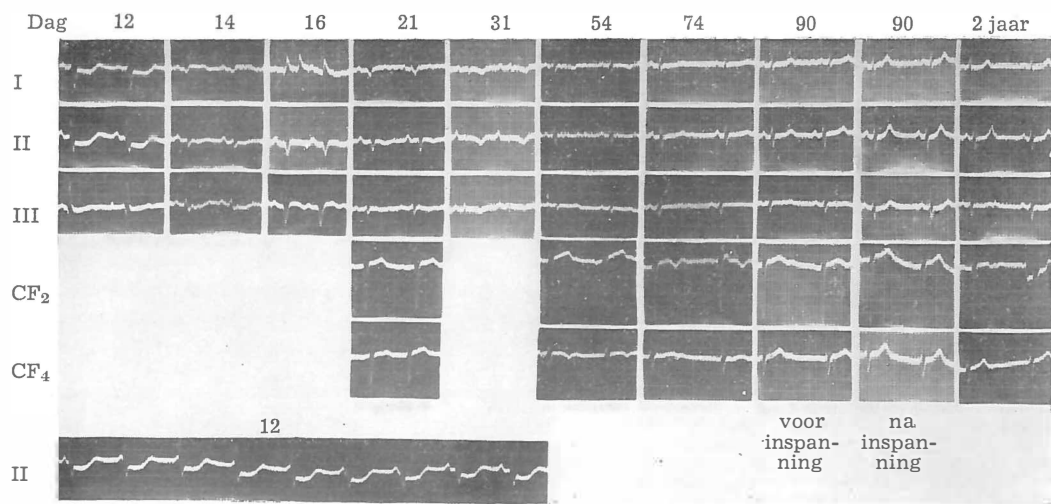 Dag 12 14 16 21 31 54 74 90 90 2 jaar
I
II
III
CF₂
CF₄
voor
inspan-
ning
na
inspan-
ning
12
II